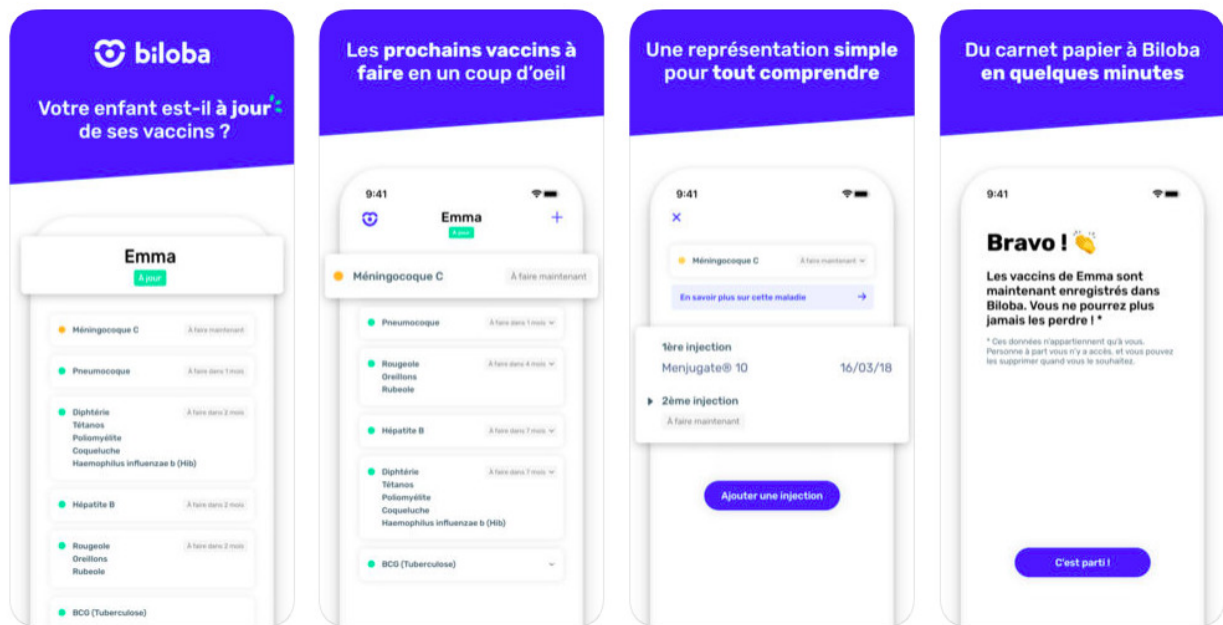 biloba
Votre enfant est-il à jour
de ses vaccins ?
Emma
À jour
Méningocoque C
À faire maintenant
Pneumocoque
À faire dans 1 mois
Diphtérie
À faire dans 2 mois
Tétanos
Poliomyélite
Coqueluche
Haemophilus influenzae b (Hib)
Hépatite B
À faire dans 2 mois
Rougeole
À faire dans 2 mois
Oreillons
Rubeole
BCG (Tuberculose)
Les prochains vaccins à
faire en un coup d'oeil
9:41
Emma
À jour
Méningocoque C
À faire maintenant
Pneumocoque
À faire dans 1 mois
Rougeole
À faire dans 4 mois
Oreillons
Rubeole
Hépatite B
À faire dans 7 mois
Diphtérie
À faire dans 7 mois
Tétanos
Poliomyélite
Coqueluche
Haemophilus influenzae b (Hib)
BCG (Tuberculose)
Une représentation simple
pour tout comprendre
9:41
Méningocoque C
À faire maintenant
En savoir plus sur cette maladie
1ère injection
Menjugate® 10
16/03/18
2ème injection
À faire maintenant
Ajouter une injection
Du carnet papier à Biloba
en quelques minutes
9:41
Bravo !
Les vaccins de Emma sont
maintenant enregistrés dans
Biloba. Vous ne pourrez plus
jamais les perdre ! *
* Ces données n'appartiennent qu'à vous.
Personne à part vous n'y a accès, et vous pouvez
les supprimer quand vous le souhaitez.
C'est parti !